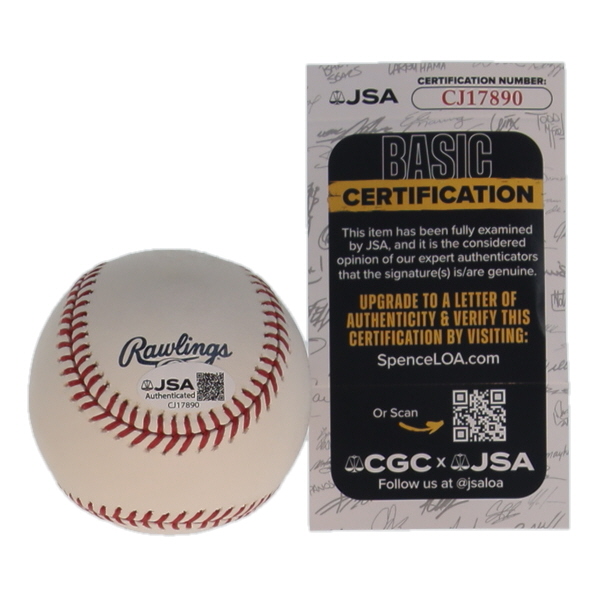 Rawlings
JSA
Authenticated
CJ17890
JSA
CERTIFICATION NUMBER:
CJ17890
BASIC
CERTIFICATION
This item has been fully examined
by JSA, and it is the considered
opinion of our expert authenticators
that the signature(s) is/are genuine.
UPGRADE TO A LETTER OF
AUTHENTICITY & VERIFY THIS
CERTIFICATION BY VISITING:
SpenceLOA.com
Or Scan
CGC x JSA
Follow us at @jsaloa